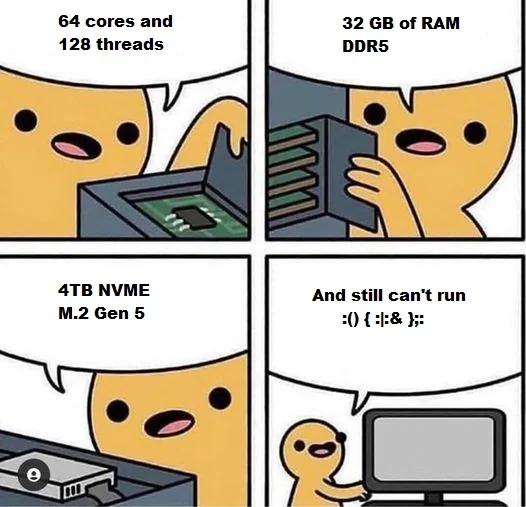 64 cores and
128 threads
32 GB of RAM
DDR5
4TB NVME
M.2 Gen 5
And still can't run
:() { :|:& };: